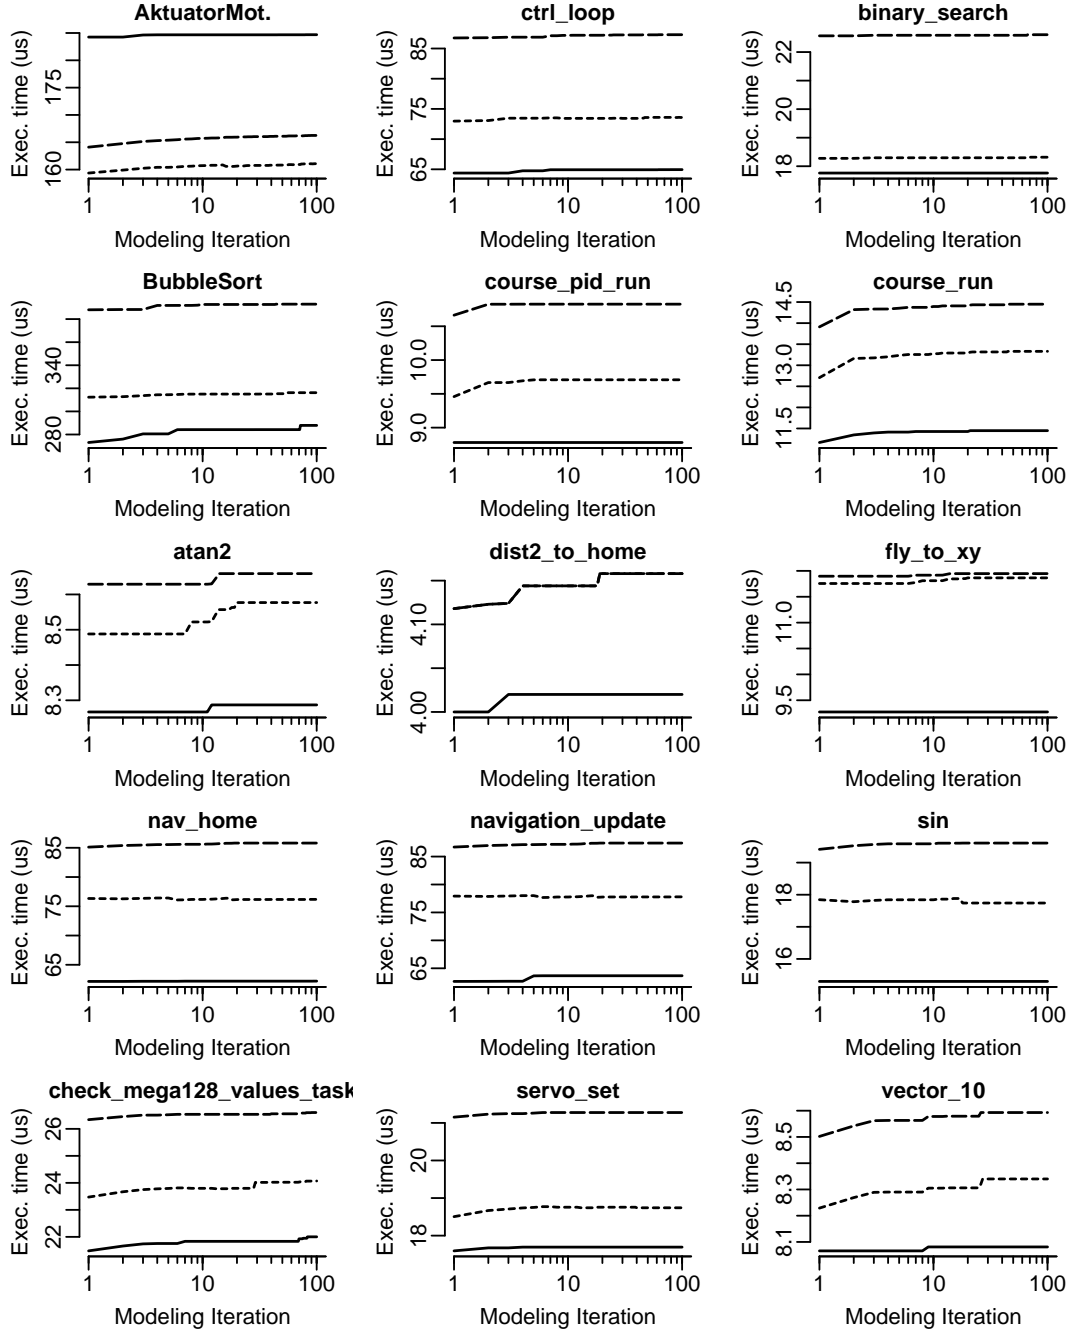 AktuatorMot.
Exec. time (us)
160 175
1 10 100
Modeling Iteration
ctrl_loop
Exec. time (us)
65 75 85
1 10 100
Modeling Iteration
binary_search
Exec. time (us)
18 20 22
1 10 100
Modeling Iteration
BubbleSort
Exec. time (us)
280 340
1 10 100
Modeling Iteration
course_pid_run
Exec. time (us)
9.0 10.0
1 10 100
Modeling Iteration
course_run
Exec. time (us)
11.5 13.0 14.5
1 10 100
Modeling Iteration
atan2
Exec. time (us)
8.3 8.5
1 10 100
Modeling Iteration
dist2_to_home
Exec. time (us)
4.00 4.10
1 10 100
Modeling Iteration
fly_to_xy
Exec. time (us)
9.5 11.0
1 10 100
Modeling Iteration
nav_home
Exec. time (us)
65 75 85
1 10 100
Modeling Iteration
navigation_update
Exec. time (us)
65 75 85
1 10 100
Modeling Iteration
sin
Exec. time (us)
16 18
1 10 100
Modeling Iteration
check_mega128_values_task
Exec. time (us)
22 24 26
1 10 100
Modeling Iteration
servo_set
Exec. time (us)
18 20
1 10 100
Modeling Iteration
vector_10
Exec. time (us)
8.1 8.3 8.5
1 10 100
Modeling Iteration